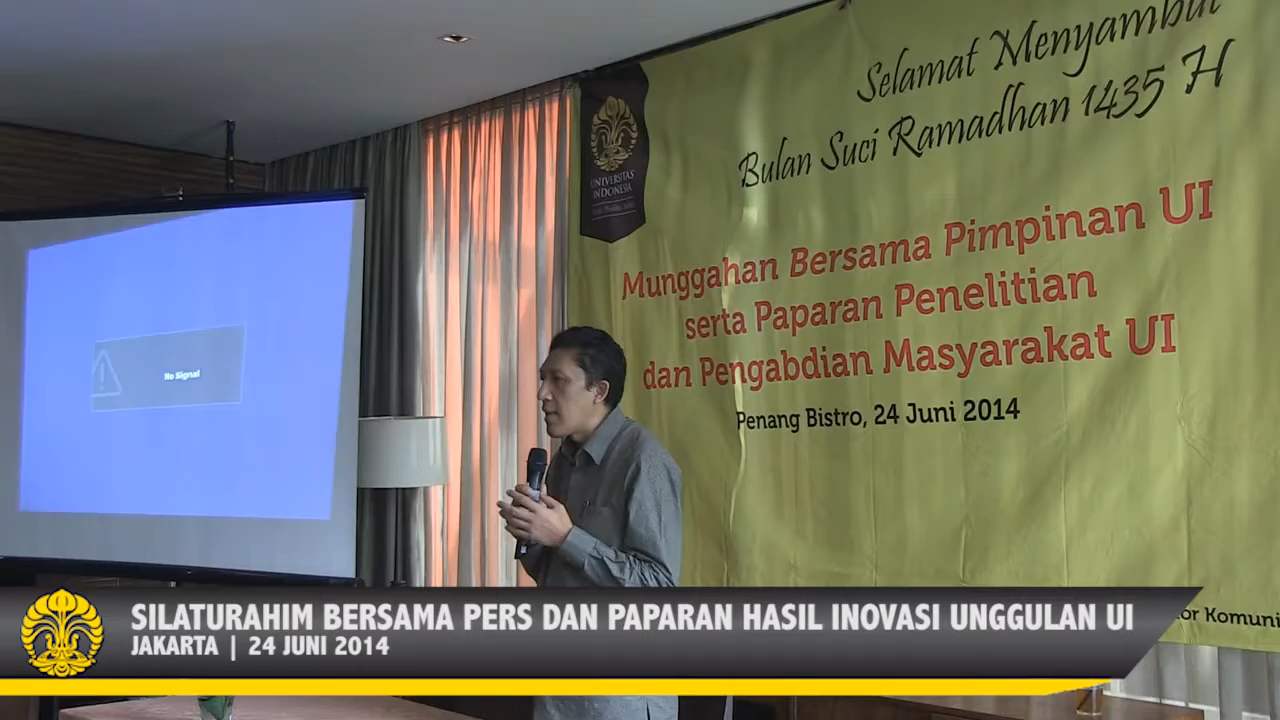 Selamat Menyambut
Bulan Suci Ramadhan 1435 H
UNIVERSITAS
INDONESIA
Munggahan Bersama Pimpinan UI
serta Paparan Penelitian
dan Pengabdian Masyarakat UI
Penang Bistro, 24 Juni 2014
No Signal
SILATURAHIM BERSAMA PERS DAN PAPARAN HASIL INOVASI UNGGULAN UI
JAKARTA | 24 JUNI 2014